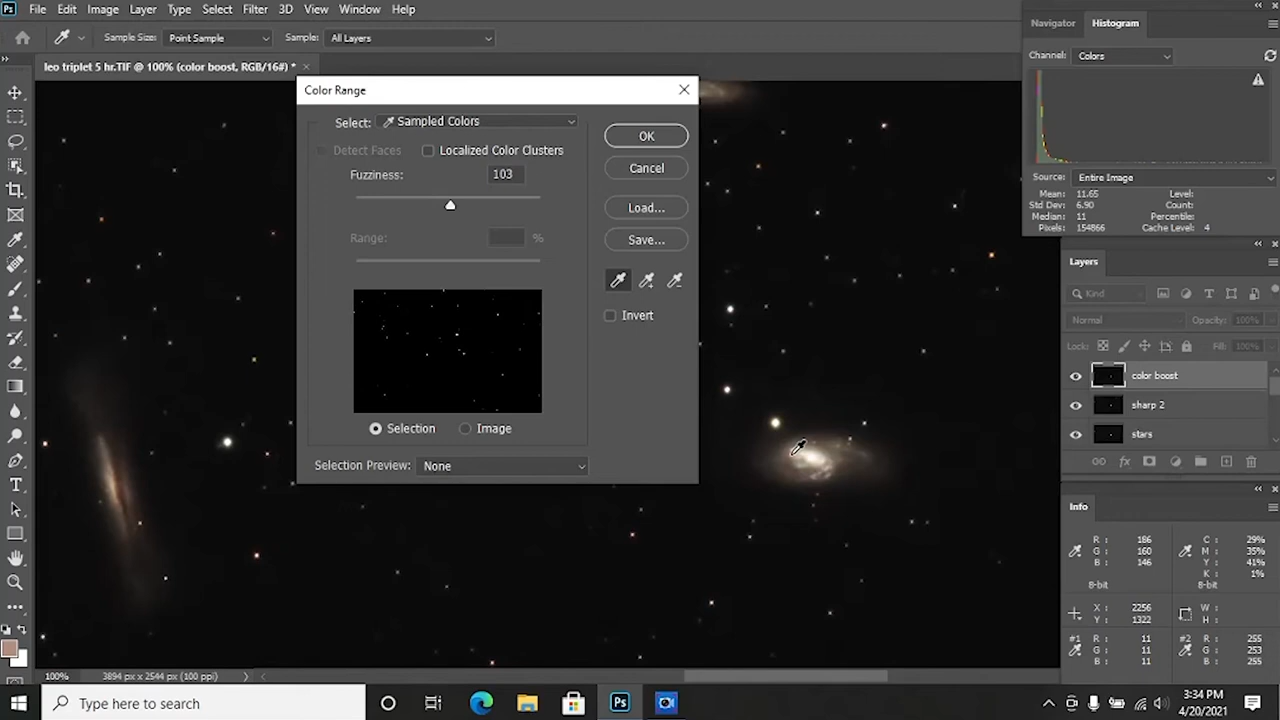 Ps File Edit Image Layer Type Select Filter 3D View Window Help
Sample Size: Point Sample Sample: All Layers
leo triplet 5 hr.TIF @ 100% (color boost, RGB/16#) * ×
Color Range
Select: Sampled Colors
Detect Faces Localized Color Clusters
Fuzziness: 103
Range: %
Selection Image
Selection Preview: None
OK
Cancel
Load...
Save...
Invert
Navigator Histogram
Channel: Colors
Source: Entire Image
Mean: 11.65 Level:
Std Dev: 6.90 Count:
Median: 11 Percentile:
Pixels: 154866 Cache Level: 4
Layers
Kind
Normal Opacity: 100%
Lock: Fill: 100%
color boost
sharp 2
stars
Info
R : 186 C : 29%
G : 160 M : 35%
B : 146 Y : 41%
K : 1%
8-bit 8-bit
X : 2256 W :
Y : 1322 H :
#1 R : 11 #2 R : 255
G : 11 G : 253
B : 11 B : 255
100% 3894 px x 2544 px (100 ppi)
Type here to search
Ps
3:34 PM
4/20/2021